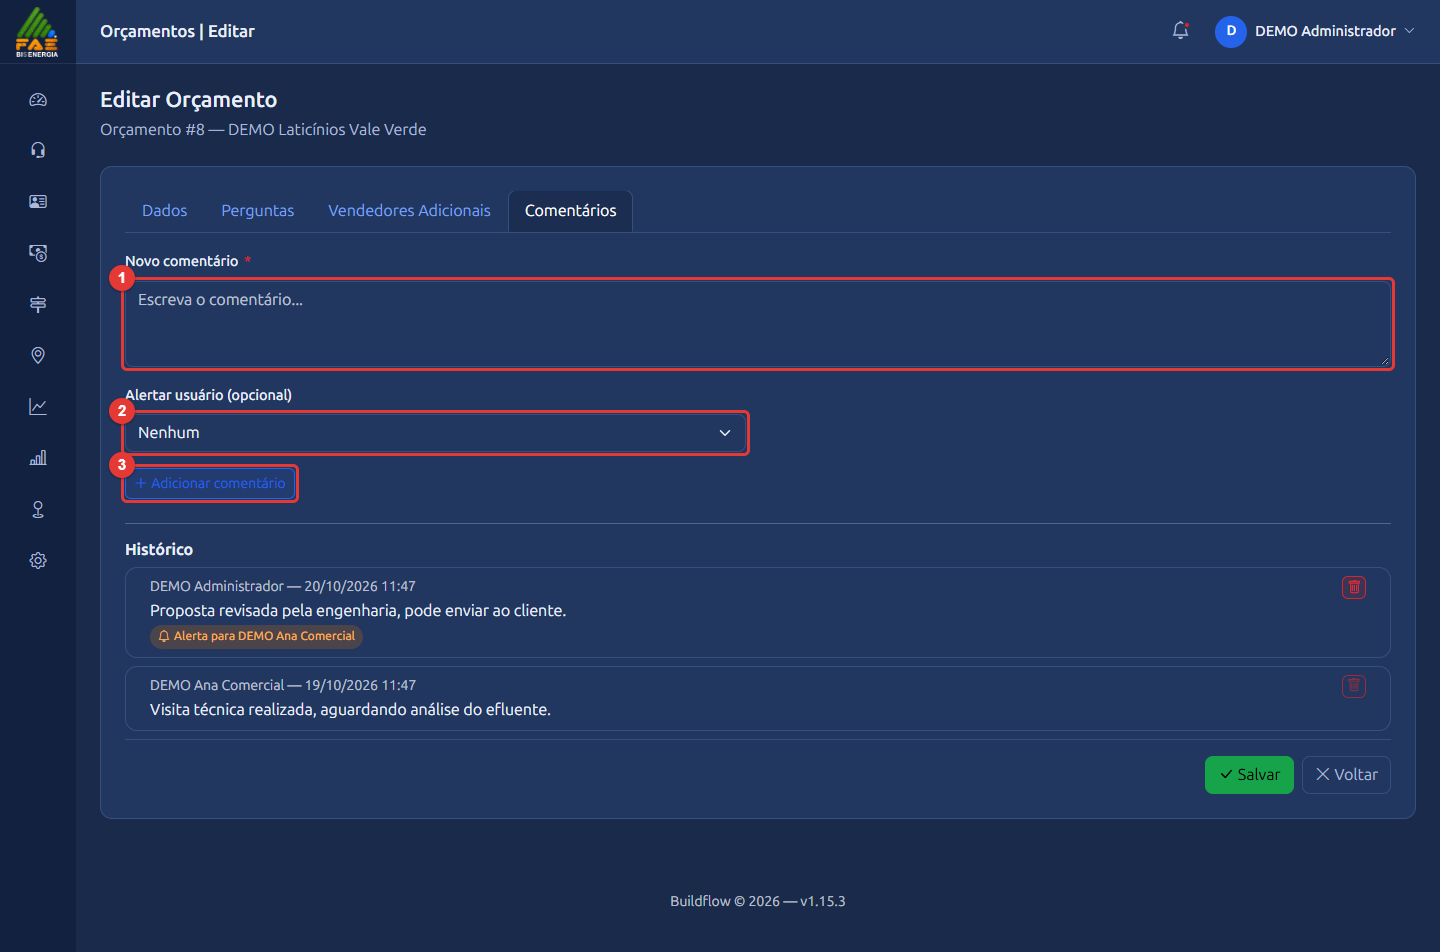 FAE
BISENERGIA
Orçamentos | Editar
D
DEMO Administrador
Editar Orçamento
Orçamento #8 — DEMO Laticínios Vale Verde
Dados
Perguntas
Vendedores Adicionais
Comentários
Novo comentário *
1
Escreva o comentário...
Alertar usuário (opcional)
2
Nenhum
3
+ Adicionar comentário
Histórico
DEMO Administrador — 20/10/2026 11:47
Proposta revisada pela engenharia, pode enviar ao cliente.
Alerta para DEMO Ana Comercial
DEMO Ana Comercial — 19/10/2026 11:47
Visita técnica realizada, aguardando análise do efluente.
Salvar
Voltar
Buildflow © 2026 — v1.15.3